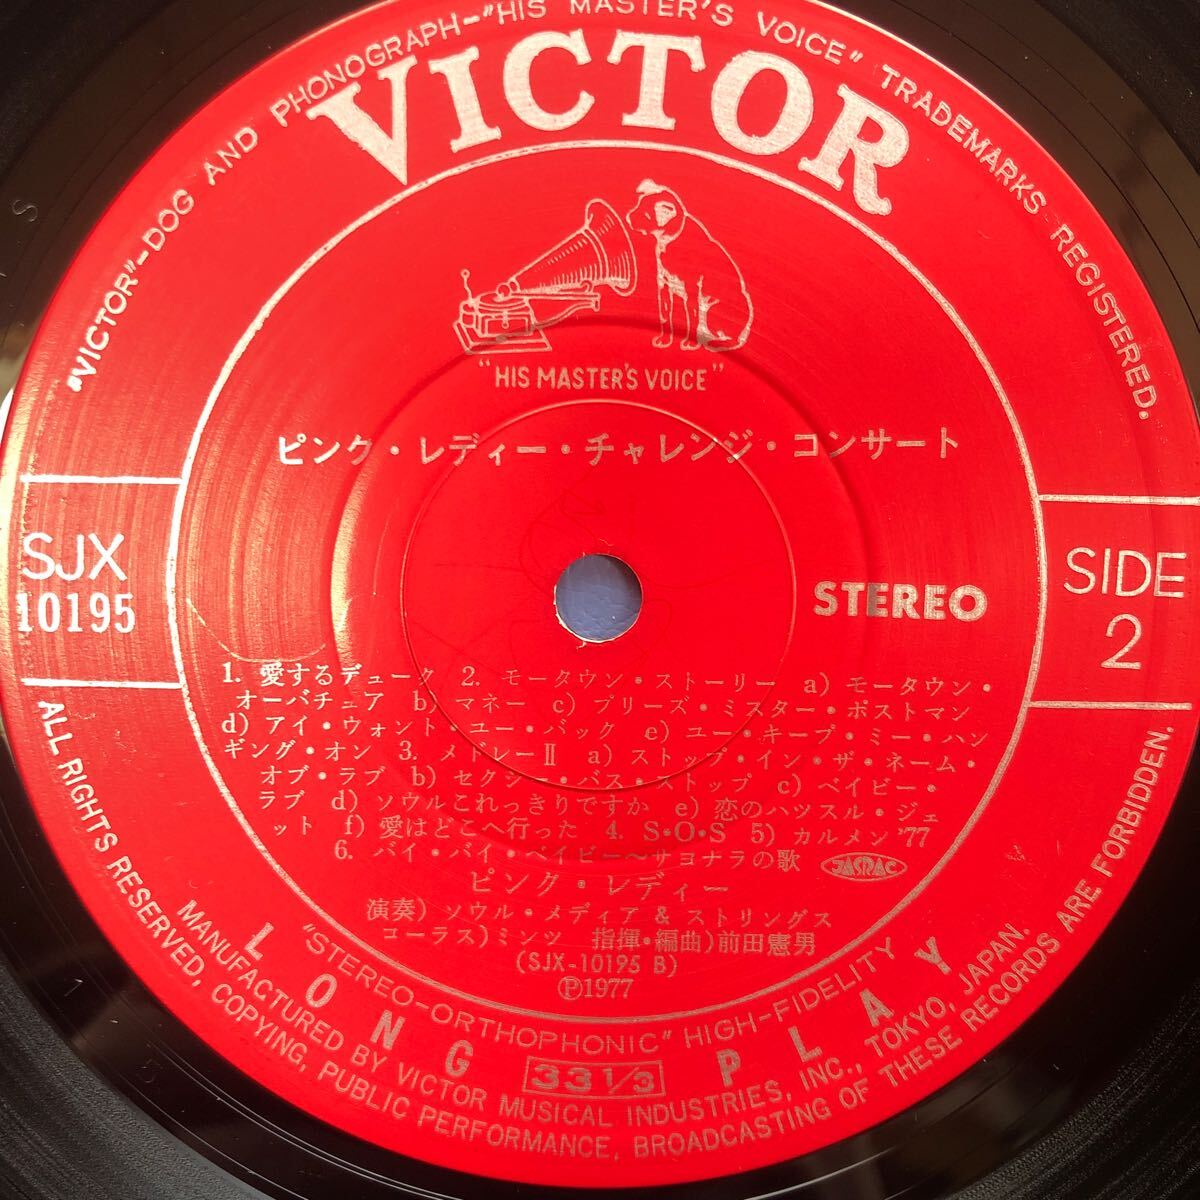 "VICTOR"-DOG AND PHONOGRAPH-"HIS MASTER'S VOICE" TRADEMARKS REGISTERED.
VICTOR
"HIS MASTER'S VOICE"
ピンク・レディー・チャレンジ・コンサート
SJX
10195
STEREO
SIDE
2
1. 愛するデューク 2. モータウン・ストーリー a) モータウン・
オーバチュア b) マネー c) プリーズ・ミスター・ポストマン
d) アイ・ウォント・ユー・バック e) ユー・キープ・ミー・ハン
ギング・オン 3. メドレーⅡ a) ストップ・イン・ザ・ネーム・
オブ・ラブ b) セクシー・バス・ストップ c) ベイビー・
ラブ d) ソウルこれっきりですか e) 恋のハッスル・ジェ
ット f) 愛はどこへ行った 4. S・O・S 5) カルメン'77
6. バイ・バイ・ベイビー〜サヨナラの歌 JASRAC
ピンク・レディー
演奏) ソウル・メディア & ストリングス
コーラス) ミンツ 指揮・編曲) 前田憲男
(SJX-10195 B)
Ⓟ1977
"STEREO-ORTHOPHONIC" HIGH-FIDELITY
LONG 33 1/3 PLAY
MANUFACTURED BY VICTOR MUSICAL INDUSTRIES, INC., TOKYO, JAPAN.
ALL RIGHTS RESERVED, COPYING, PUBLIC PERFORMANCE, BROADCASTING OF THESE RECORDS ARE FORBIDDEN.